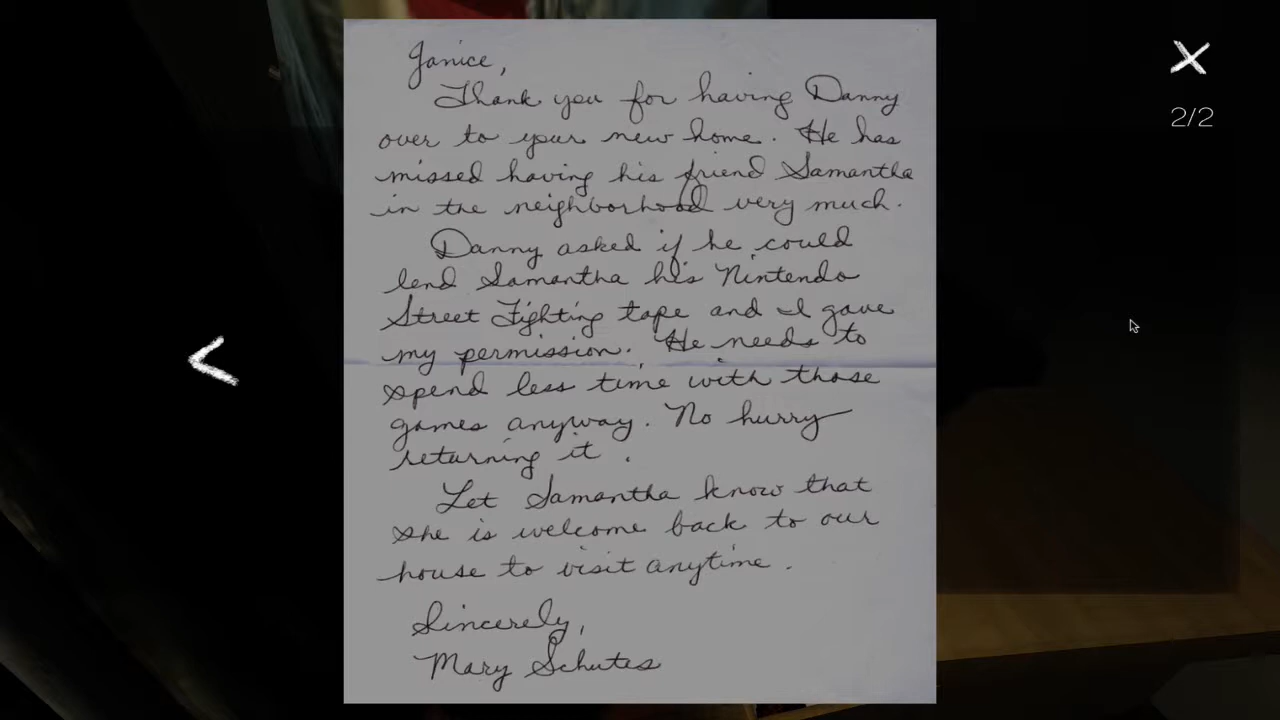 Janice,
Thank you for having Danny
over to your new home. He has
missed having his friend Samantha
in the neighborhood very much.
Danny asked if he could
lend Samantha his Nintendo
Street Fighting tape and I gave
my permission. He needs to
spend less time with those
games anyway. No hurry
returning it.
Let Samantha know that
she is welcome back to our
house to visit anytime.
Sincerely,
Mary Schutes
2/2